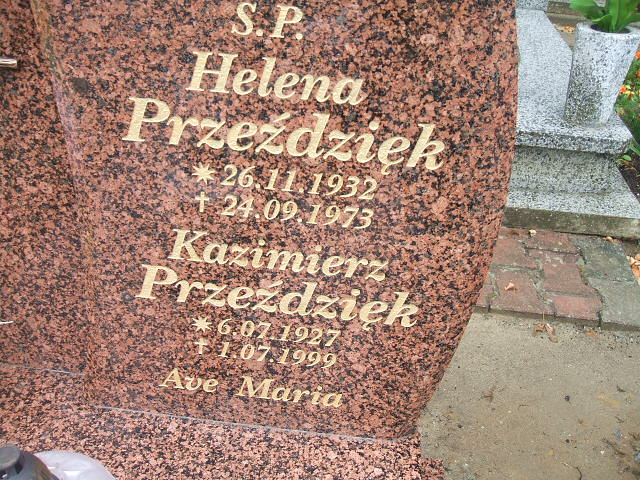 Ś.P.
Helena
Przeździęk
* 26.11.1932
† 24.09.1973
Kazimierz
Przeździęk
* 6.07.1927
† 1.07.1999
Ave Maria